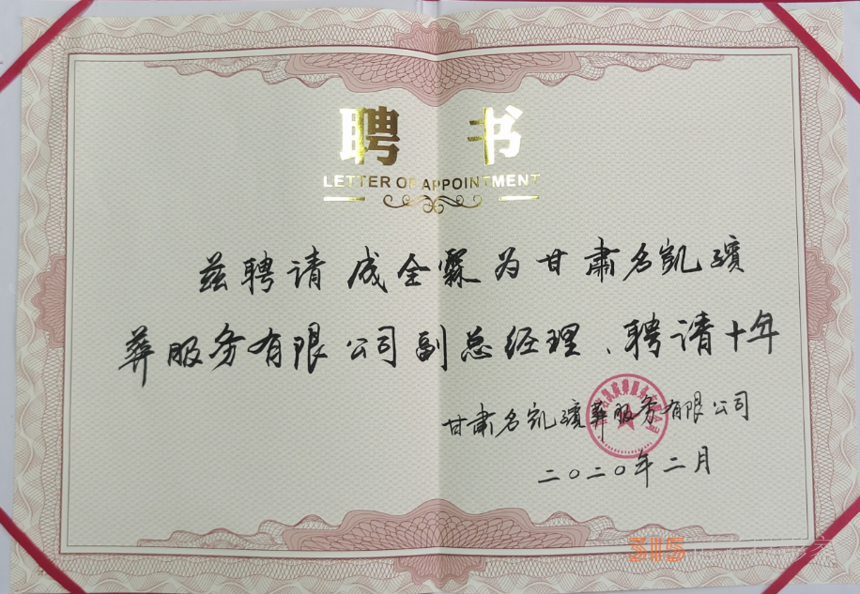 聘 书
LETTER OF APPOINTMENT
兹聘请 成全霖为甘肃名凯殡
葬服务有限公司副总经理、聘请十年
甘肃名凯殡葬服务有限公司
二〇二〇年二月
315